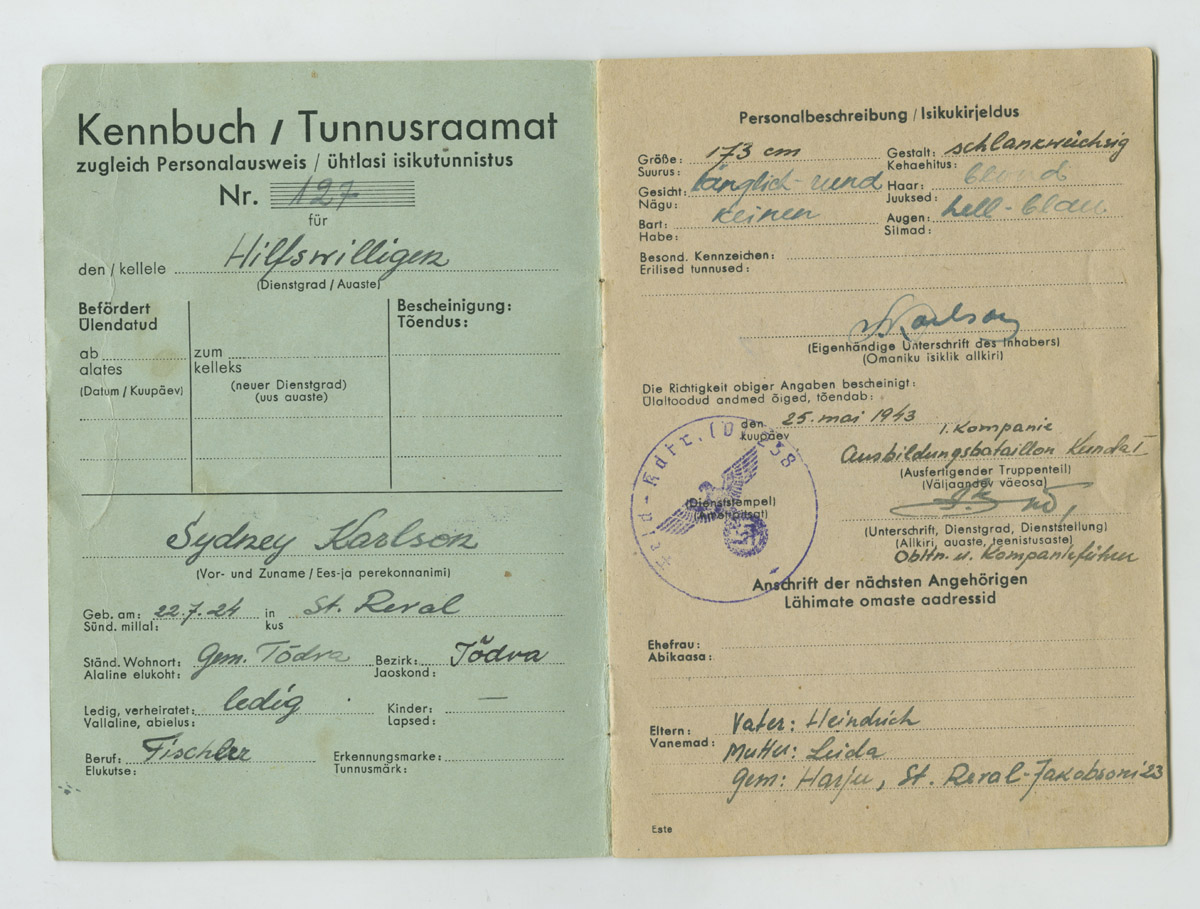 Kennbuch / Tunnusraamat
zugleich Personalausweis / ühtlasi isikutunnistus
Nr. 127
für
den / kellele Hilfswilligen
(Dienstgrad / Auaste)
Befördert
Ülendatud
Bescheinigung:
Tõendus:
ab
alates
zum
kelleks
(Datum / Kuupäev)
(neuer Dienstgrad)
(uus auaste)
Sydney Karlson
(Vor- und Zuname / Ees-ja perekonnanimi)
Geb. am: 22.7.24 in St. Reval
Sünd. millal: kus
Ständ. Wohnort: Gem. Tõdva Bezirk: Tõdva
Alaline elukoht: Jaoskond:
Ledig, verheiratet: ledig Kinder: —
Vallaline, abielus: Lapsed:
Beruf: Fischler Erkennungsmarke:
Elukutse: Tunnusmärk:
Personalbeschreibung / Isikukirjeldus
Größe: 173 cm Gestalt: schlankwüchsig
Suurus: Kehaehitus:
Gesicht: länglich-rund Haar: blond
Nägu: Juuksed:
Bart: keinen Augen: hell-blau
Habe: Silmad:
Besond. Kennzeichen:
Erilised tunnused:
S Karlson
(Eigenhändige Unterschrift des Inhabers)
(Omaniku isiklik allkiri)
Die Richtigkeit obiger Angaben bescheinigt:
Ülaltoodud andmed õiged, tõendab:
den 25. mai 1943
kuupäev
1. Kompanie
Ausbildungsbataillon Kunda I
(Ausfertigender Truppenteil)
(Väljaandev väeosa)
(Dienststempel)
(Unterschrift, Dienstgrad, Dienststellung)
(Allkiri, auaste, teenistusaste)
Obltn. u. Kompanieführer
Anschrift der nächsten Angehörigen
Lähimate omaste aadressid
Ehefrau:
Abikaasa:
Eltern: Vater: Heindrich
Vanemad: Mutter: Leida
Gem: Harju, St. Reval-Jakobsoni 23
Este